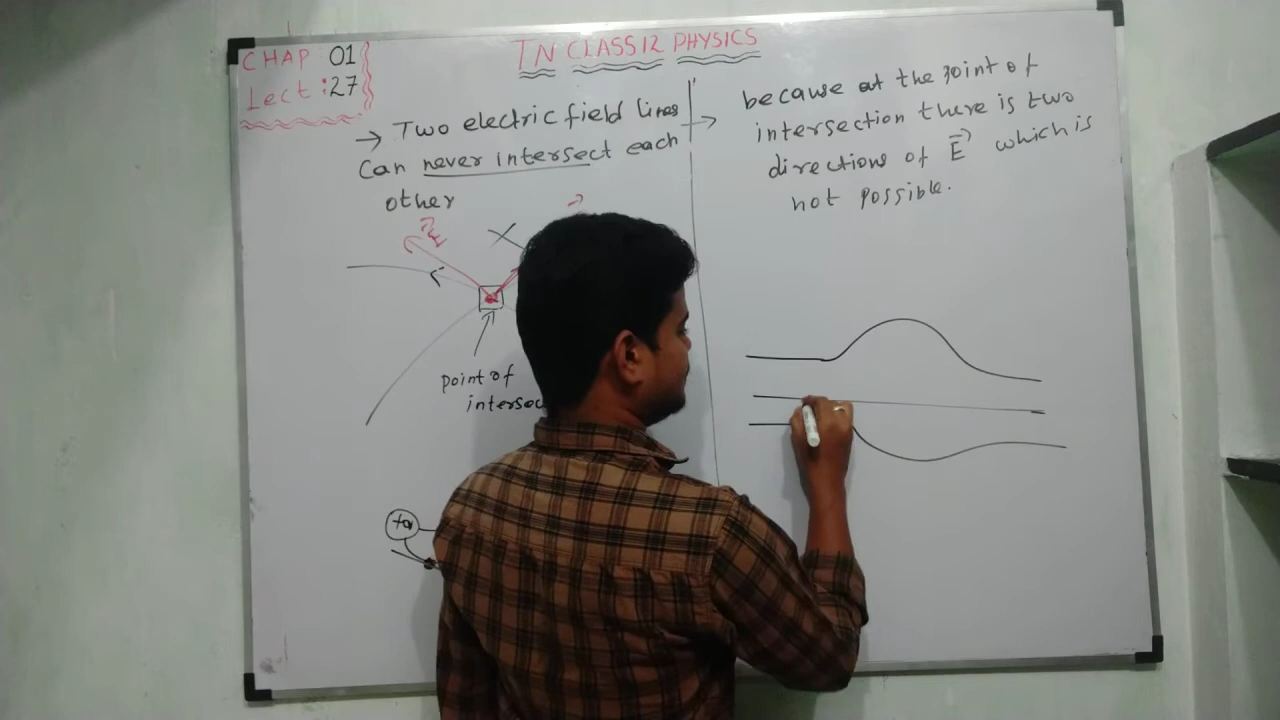 CHAP 01
Lect: 27
TN CLASS 12 PHYSICS
→ Two electric field lines
Can never intersect each
other
E
point of
+q
→ because at the point of
intersection there is two
directions of E⃗ which is
not possible.